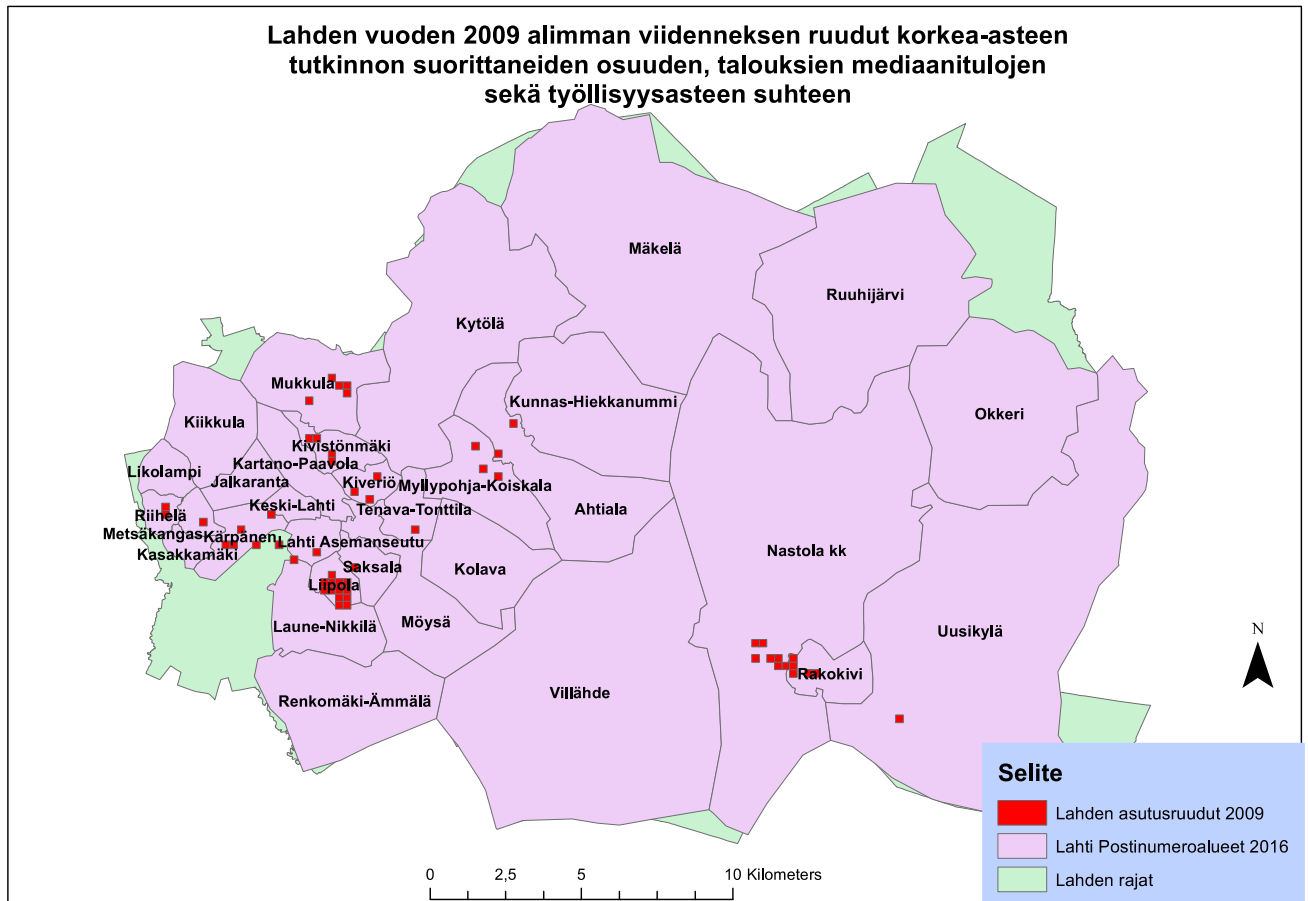 Lahden vuoden 2009 alimman viidenneksen ruudut korkea-asteen
tutkinnon suorittaneiden osuuden, talouksien mediaanitulojen
sekä työllisyysasteen suhteen
Mäkelä
Ruuhijärvi
Kytölä
Mukkula
Kunnas-Hiekkanummi
Okkeri
Kiikkula
Kivistönmäki
Kartano-Paavola
Likolampi
Jalkaranta
Kiveriö
Myllypohja-Koiskala
Keski-Lahti
Tenava-Tonttila
Ahtiala
Riihelä
Metsäkangas
Kärpänen
Lahti Asemanseutu
Kasakkamäki
Nastola kk
Saksala
Kolava
Liipola
Laune-Nikkilä
Möysä
Uusikylä
N
Rakokivi
Renkomäki-Ämmälä
Villähde
Selite
Lahden asutusruudut 2009
Lahti Postinumeroalueet 2016
Lahden rajat
0 2,5 5 10 Kilometers